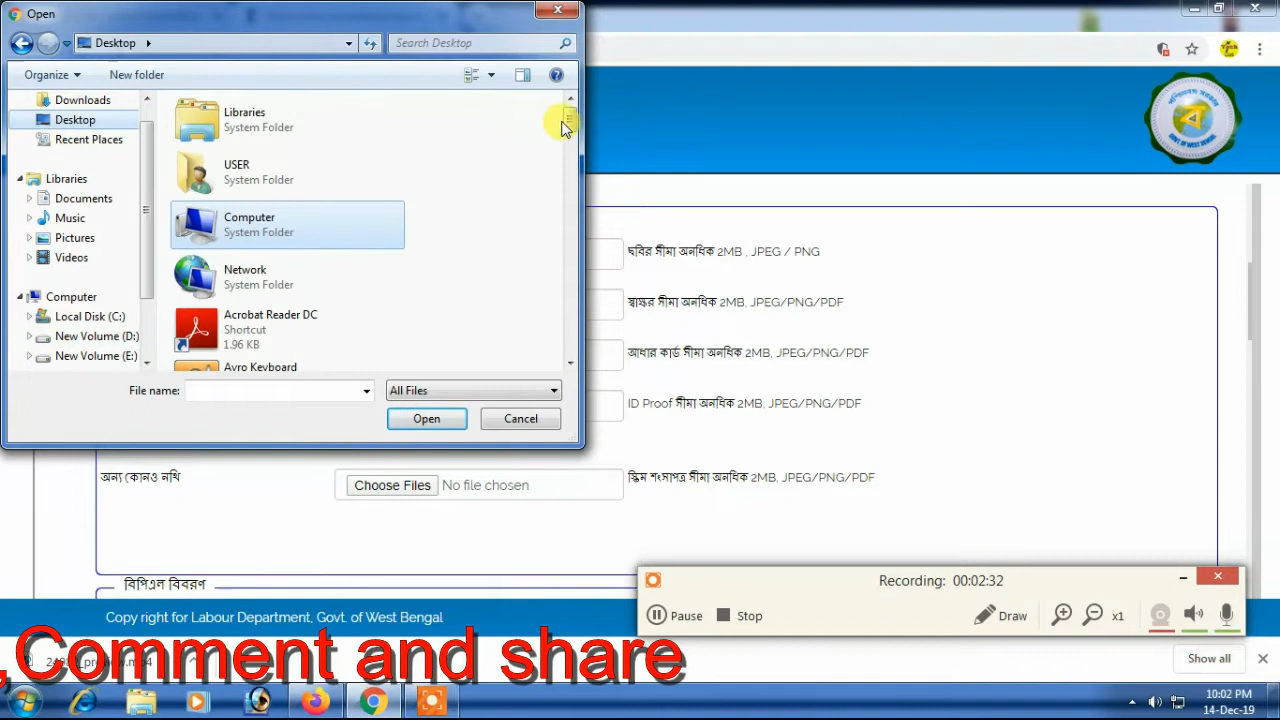 Open
Desktop
Search Desktop
Organize
New folder
Downloads
Desktop
Recent Places
Libraries
Documents
Music
Pictures
Videos
Computer
Local Disk (C:)
New Volume (D:)
New Volume (E:)
Libraries
System Folder
USER
System Folder
Computer
System Folder
Network
System Folder
Acrobat Reader DC
Shortcut
1.96 KB
Avro Keyboard
File name:
All Files
Open
Cancel
ছবির সীমা অনধিক 2MB , JPEG / PNG
স্বাক্ষর সীমা অনধিক 2MB, JPEG/PNG/PDF
আধার কার্ড সীমা অনধিক 2MB, JPEG/PNG/PDF
ID Proof সীমা অনধিক 2MB, JPEG/PNG/PDF
অন্য কোনও নথি
Choose Files No file chosen
স্কিম শংসাপত্র সীমা অনধিক 2MB, JPEG/PNG/PDF
বিপিএল বিবরণ
Recording: 00:02:32
Pause
Stop
Draw
x1
Copy right for Labour Department, Govt. of West Bengal
,Comment and share
Show all
10:02 PM
14-Dec-19